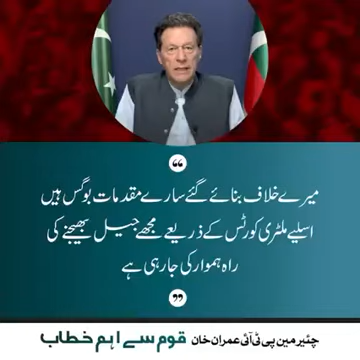 میرے خلاف بنائے گئے سارے مقدمات بوگس ہیں
اسلیے ملٹری کورٹس کے ذریعے مجھے جیل بھیجنے کی
راہ ہموار کی جارہی ہے
چئیرمین پی ٹی آئی عمران خان قوم سے اہم خطاب